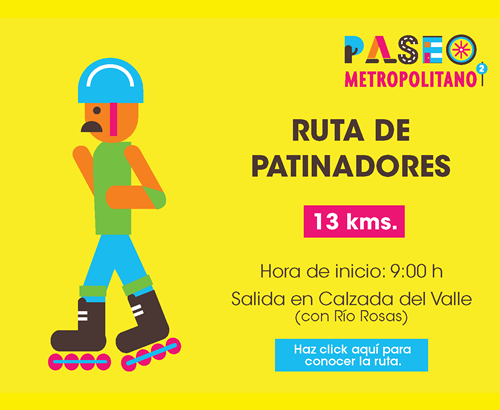 PASEO
METROPOLITANO 2
RUTA DE
PATINADORES
13 kms.
Hora de inicio: 9:00 h
Salida en Calzada del Valle
(con Río Rosas)
Haz click aquí para
conocer la ruta.